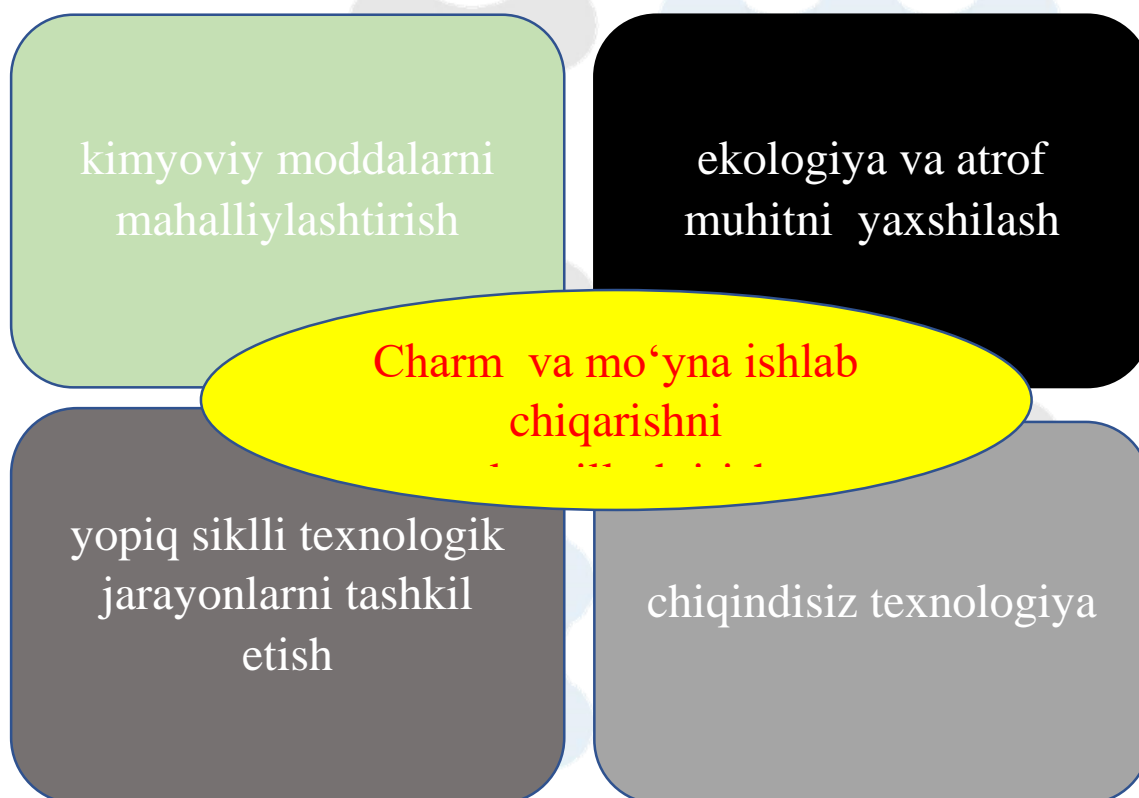 kimyoviy moddalarni
mahalliylashtirish
ekologiya va atrof
muhitni  yaxshilash
Charm  va mo‘yna ishlab
chiqarishni
yopiq siklli texnologik
jarayonlarni tashkil
etish
chiqindisiz texnologiya